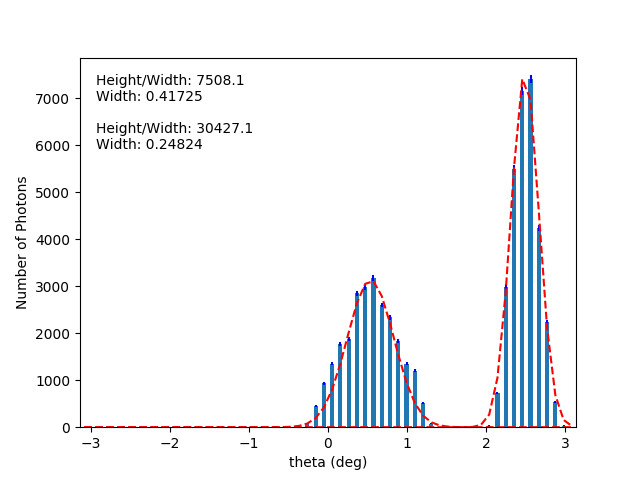 Height/Width: 7508.1
Width: 0.41725
Height/Width: 30427.1
Width: 0.24824
7000
6000
5000
4000
3000
2000
1000
0
Number of Photons
−3 −2 −1 0 1 2 3
theta (deg)